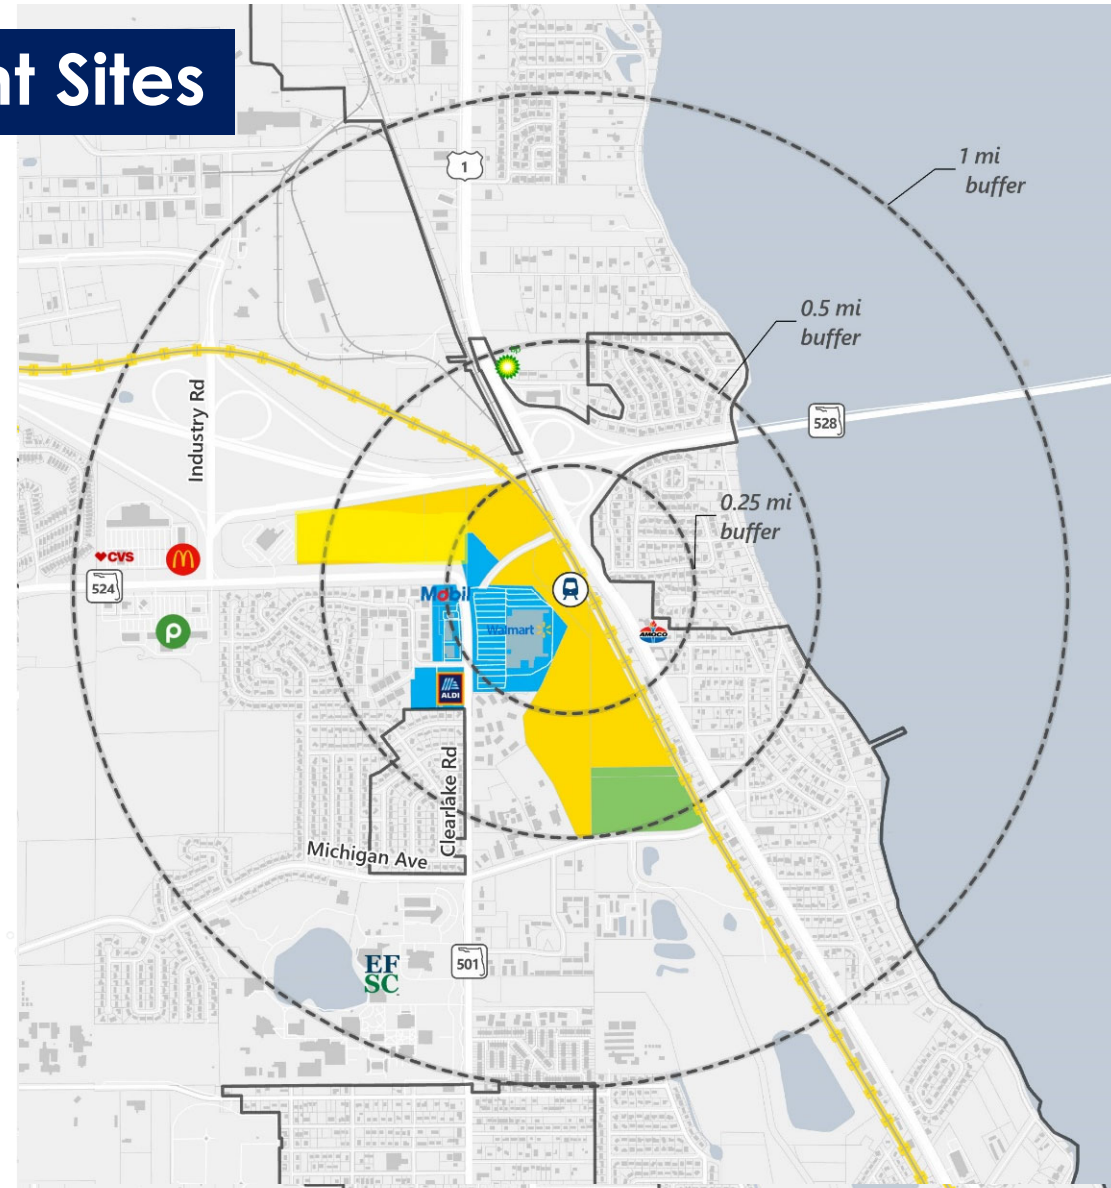 nt Sites
1
1 mi
buffer
0.5 mi
buffer
bp
528
Industry Rd
0.25 mi
buffer
CVS
524
Mobil
Walmart
AMOCO
ALDI
Clearlake Rd
Michigan Ave
EF
SC
501